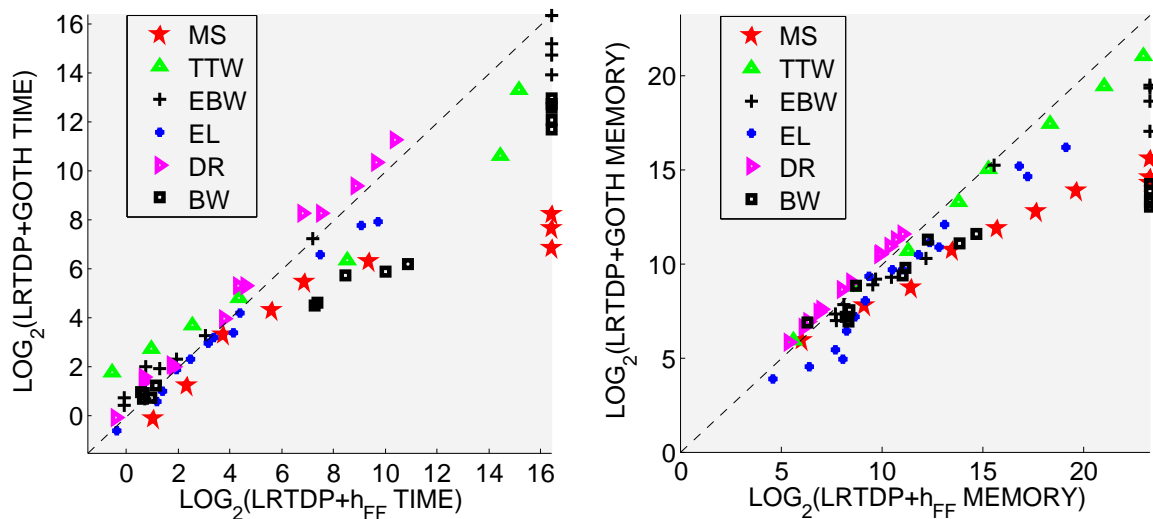 16
14
12
10
8
6
4
2
0
LOG2(LRTDP+GOTH TIME)
MS
TTW
EBW
EL
DR
BW
0 2 4 6 8 10 12 14 16
LOG2(LRTDP+hFF TIME)
20
15
10
5
0
LOG2(LRTDP+GOTH MEMORY)
MS
TTW
EBW
EL
DR
BW
0 5 10 15 20
LOG2(LRTDP+hFF MEMORY)